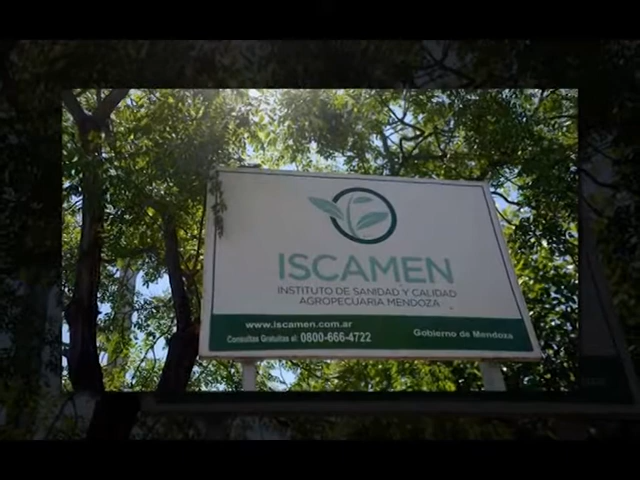 ISCAMEN
INSTITUTO DE SANIDAD Y CALIDAD
AGROPECUARIA MENDOZA
www.iscamen.com.ar
Consultas Gratuitas al: 0800-666-4722
Gobierno de Mendoza